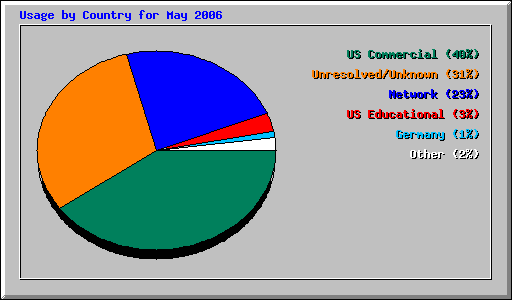 Usage by Country for May 2006
US Commercial (40%)
Unresolved/Unknown (31%)
Network (23%)
US Educational (3%)
Germany (1%)
Other (2%)